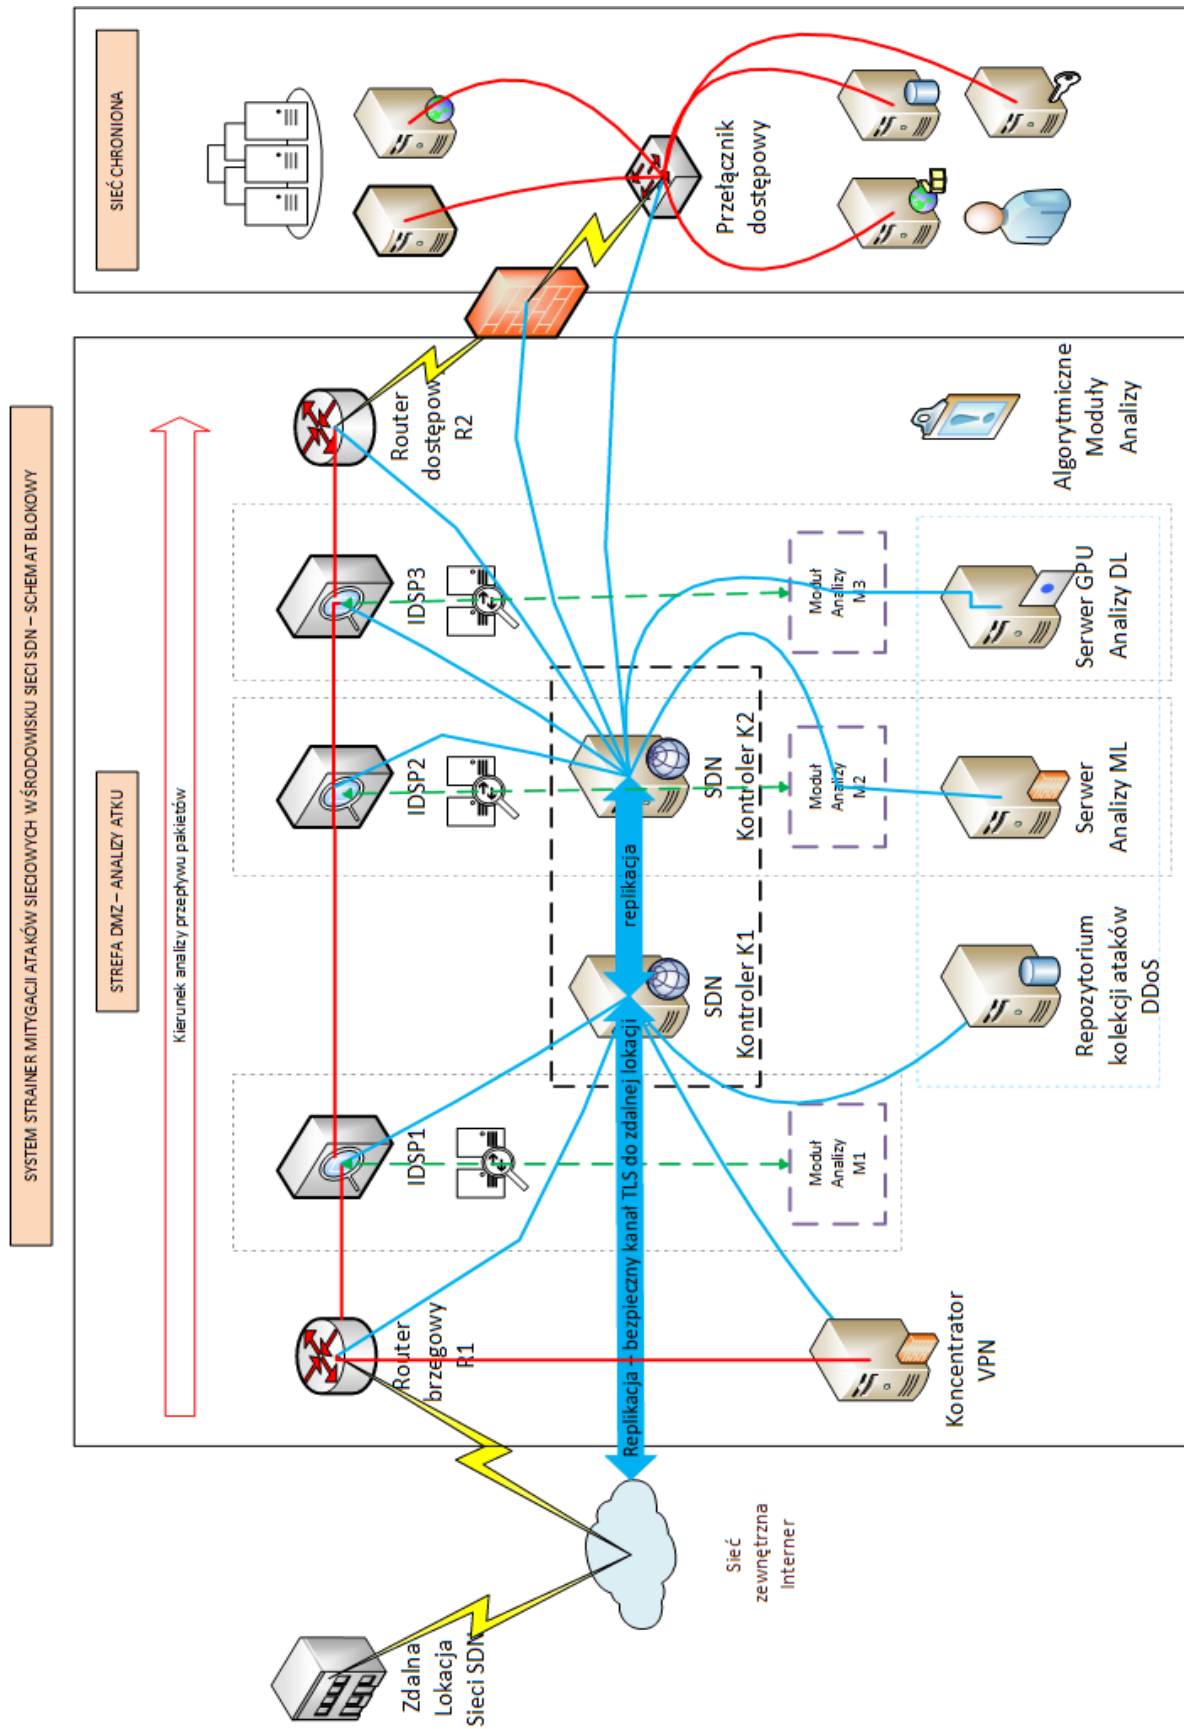 SYSTEM STRAINER MITYGACJI ATAKÓW SIECIOWYCH W ŚRODOWISKU SIECI SDN – SCHEMAT BLOKOWY
STREFA DMZ – ANALIZY ATKU
SIEĆ CHRONIONA
Kierunek analizy przepływu pakietów
Zdalna
Lokacja
Sieci SDN
Sieć
zewnętrzna
Interner
Router
brzegowy
R1
IDSP1
IDSP2
IDSP3
Router
dostępowy
R2
Replikacja – bezpieczny kanał TLS do zdalnej lokacji
replikacja
SDN
Kontroler K1
SDN
Kontroler K2
Moduł
Analizy
M1
Moduł
Analizy
M2
Moduł
Analizy
M3
Koncentrator
VPN
Repozytorium
kolekcji ataków
DDoS
Serwer
Analizy ML
Serwer GPU
Analizy DL
Algorytmiczne
Moduły
Analizy
Przełącznik
dostępowy